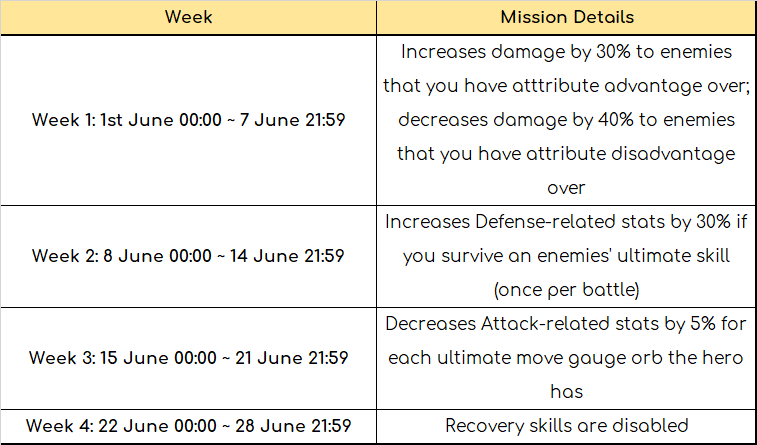 Week
Mission Details
Week 1: 1st June 00:00 ~ 7 June 21:59
Increases damage by 30% to enemies
that you have atttribute advantage over;
decreases damage by 40% to enemies
that you have attribute disadvantage
over
Week 2: 8 June 00:00 ~ 14 June 21:59
Increases Defense-related stats by 30% if
you survive an enemies' ultimate skill
(once per battle)
Week 3: 15 June 00:00 ~ 21 June 21:59
Decreases Attack-related stats by 5% for
each ultimate move gauge orb the hero
has
Week 4: 22 June 00:00 ~ 28 June 21:59
Recovery skills are disabled